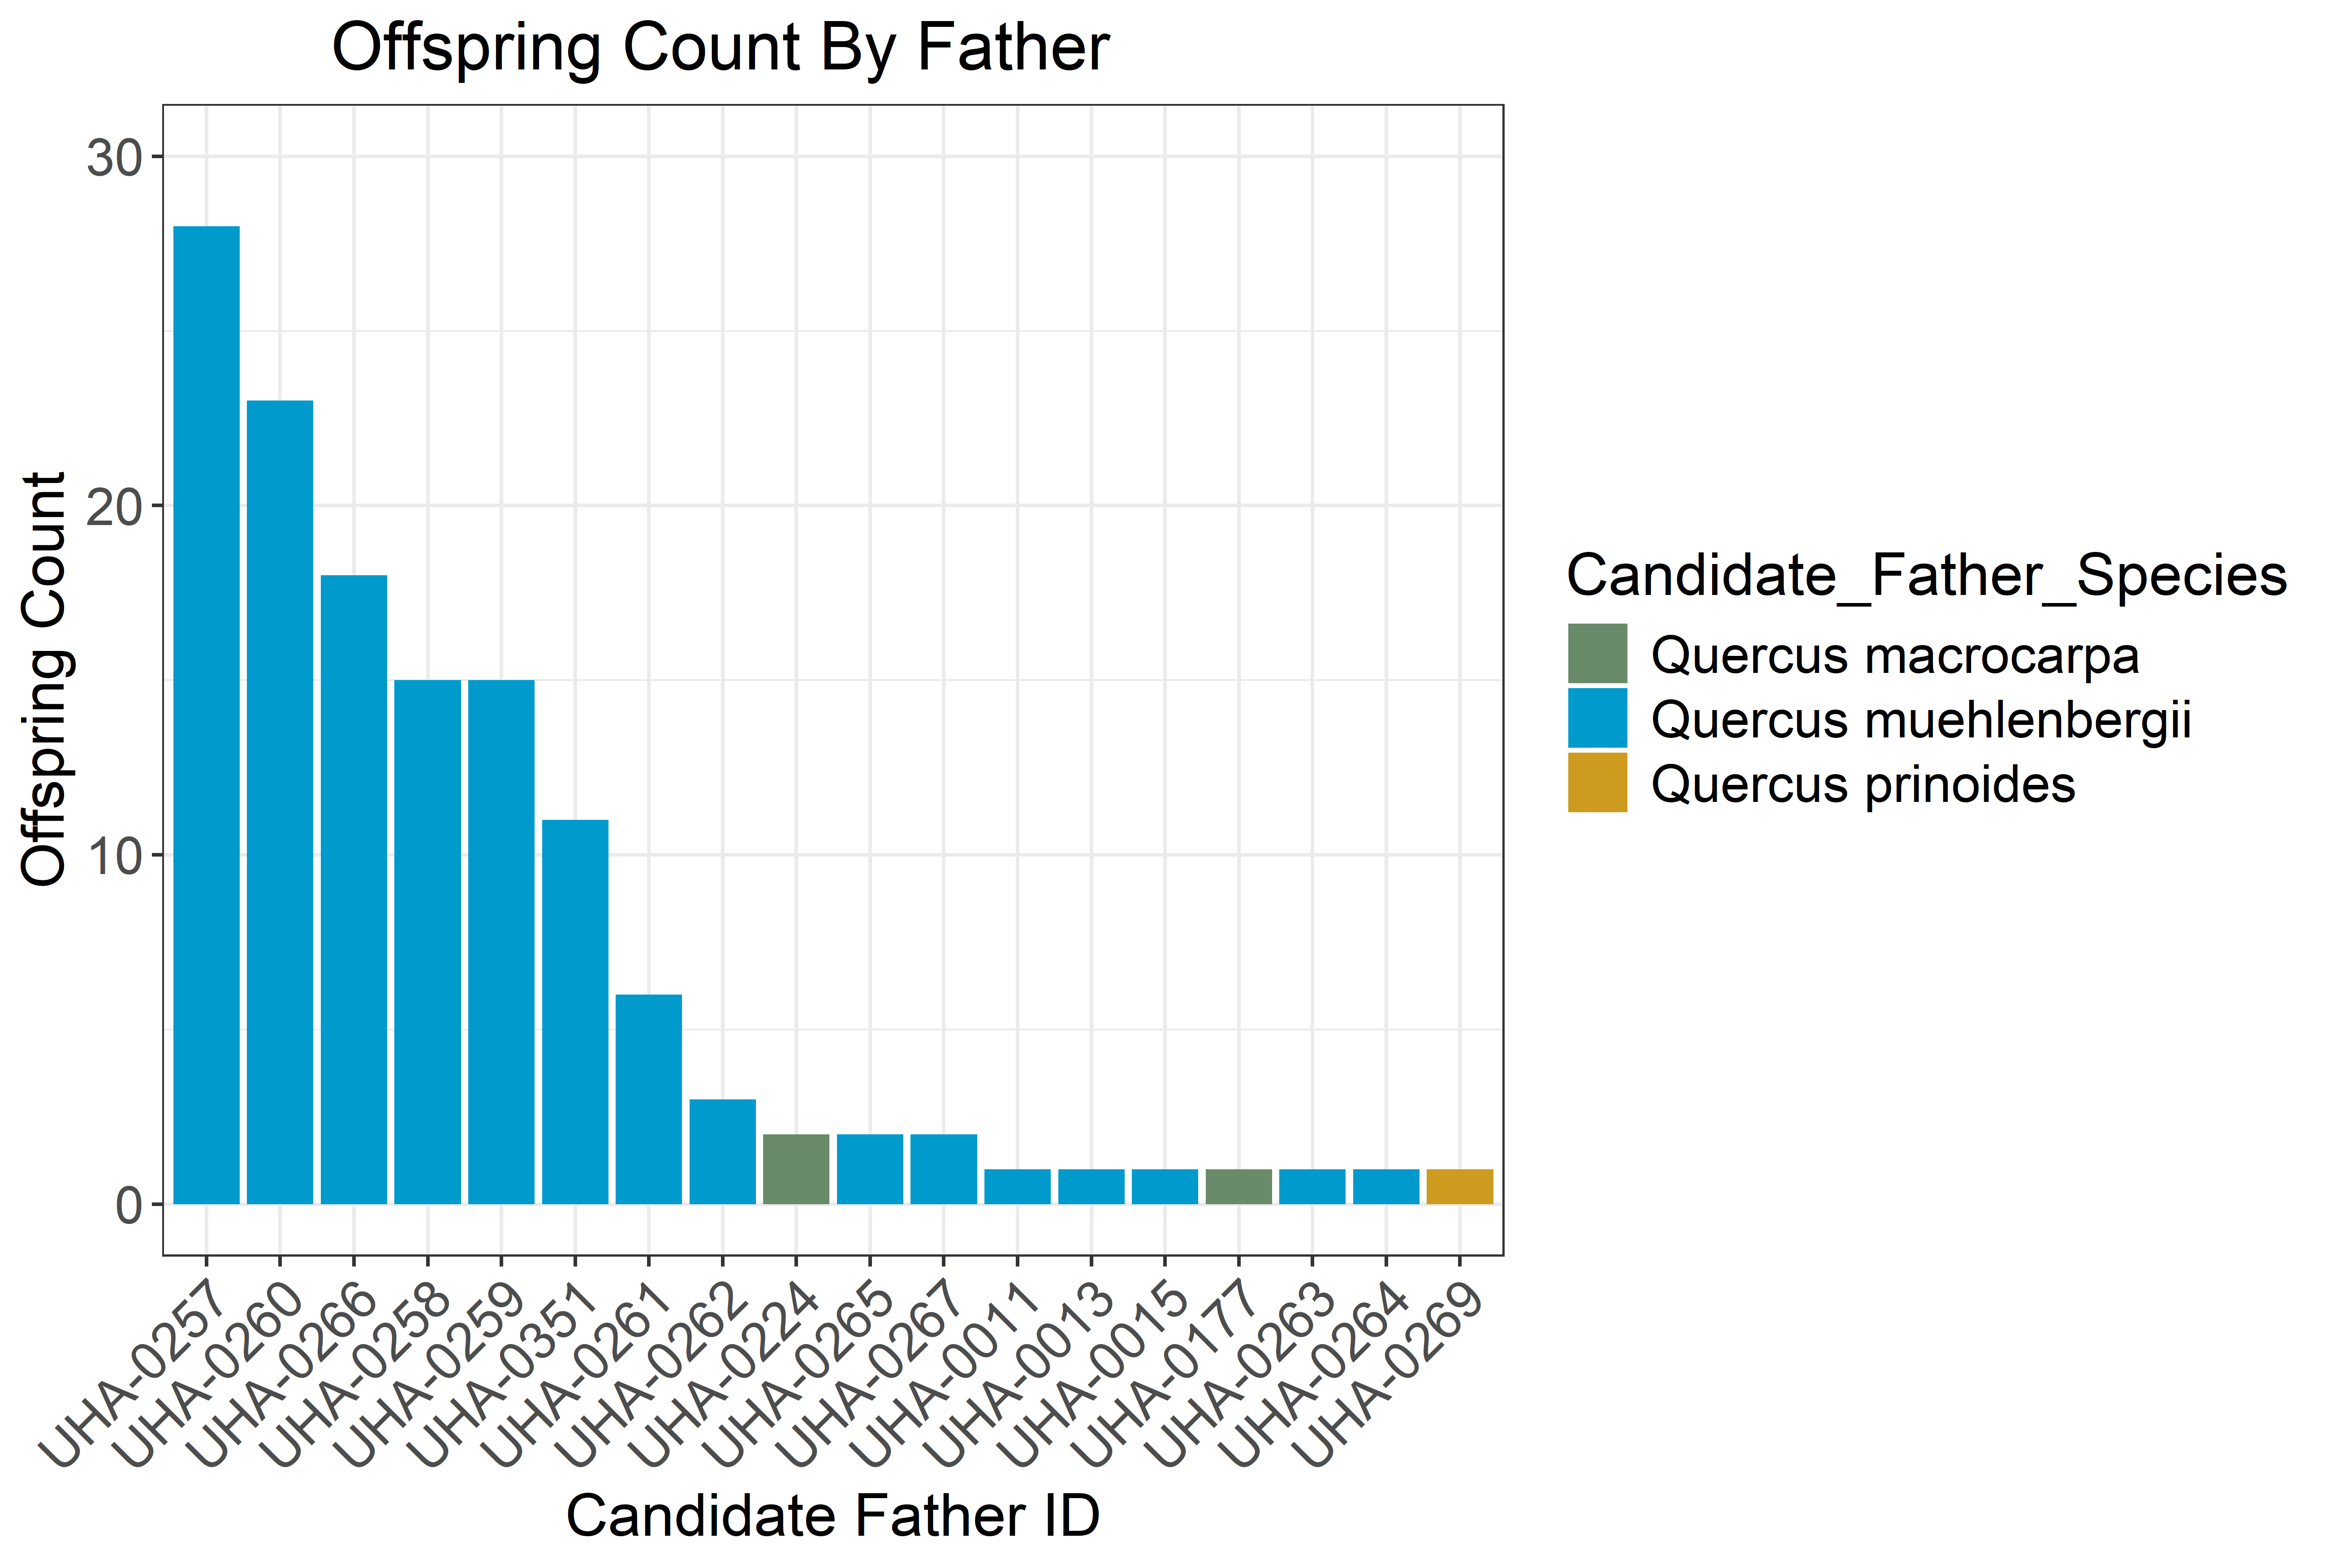 Offspring Count By Father
Offspring Count
30
20
10
0
UHA-0257
UHA-0260
UHA-0266
UHA-0258
UHA-0259
UHA-0351
UHA-0261
UHA-0262
UHA-0224
UHA-0265
UHA-0267
UHA-0011
UHA-0013
UHA-0015
UHA-0177
UHA-0263
UHA-0264
UHA-0269
Candidate Father ID
Candidate_Father_Species
Quercus macrocarpa
Quercus muehlenbergii
Quercus prinoides